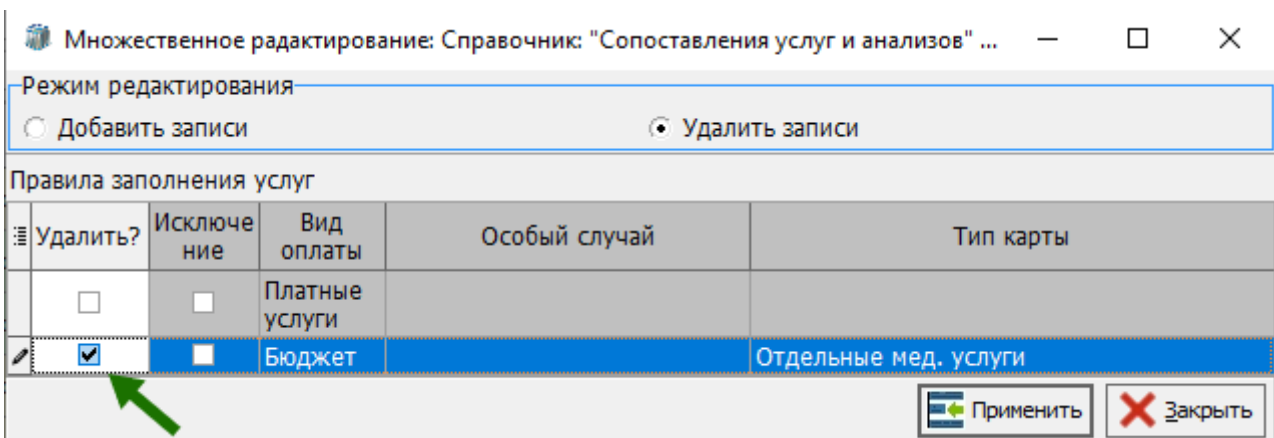 Множественное радактирование: Справочник: "Сопоставления услуг и анализов" ...
Режим редактирования
Добавить записи Удалить записи
Правила заполнения услуг
Удалить? Исключе
ние Вид
оплаты Особый случай Тип карты
Платные
услуги
Бюджет Отдельные мед. услуги
Применить Закрыть